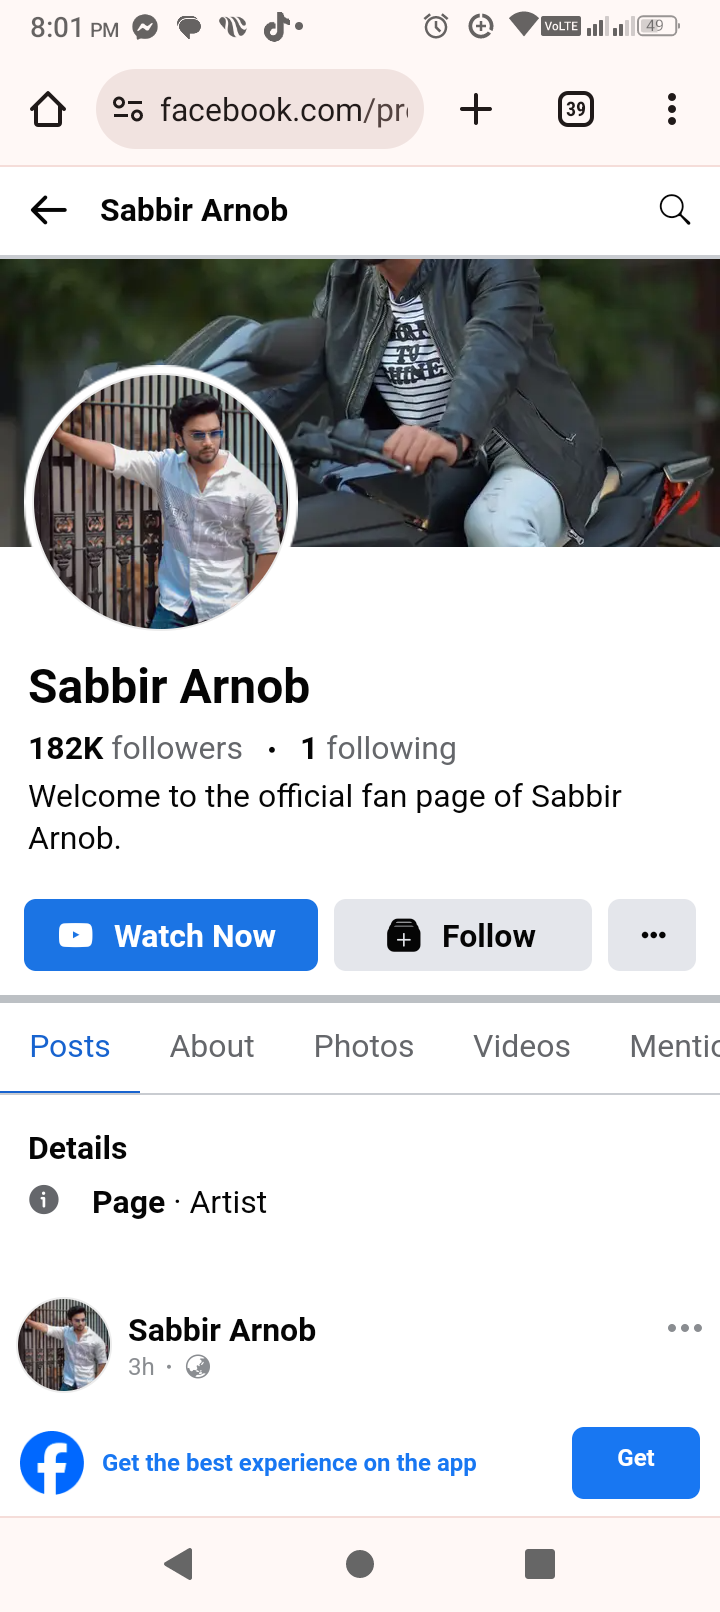 8:01 PM
VoLTE
49
facebook.com/pr
39
Sabbir Arnob
TO
Sabbir Arnob
182K followers • 1 following
Welcome to the official fan page of Sabbir
Arnob.
Watch Now
Follow
Posts
About
Photos
Videos
Mentio
Details
Page · Artist
Sabbir Arnob
3h ·
Get the best experience on the app
Get